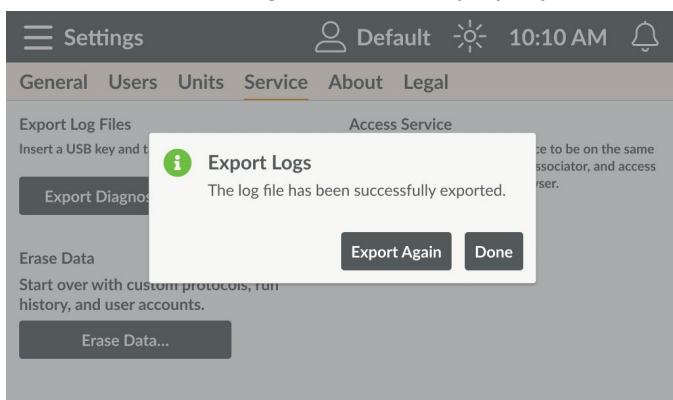 Settings
Default
10:10 AM
General Users Units Service About Legal
Export Log Files
Insert a USB key and t
Export Diagnos
Access Service
ce to be on the same
ssociator, and access
wser.
Export Logs
The log file has been successfully exported.
Export Again
Done
Erase Data
Start over with custom protocols, run
history, and user accounts.
Erase Data...